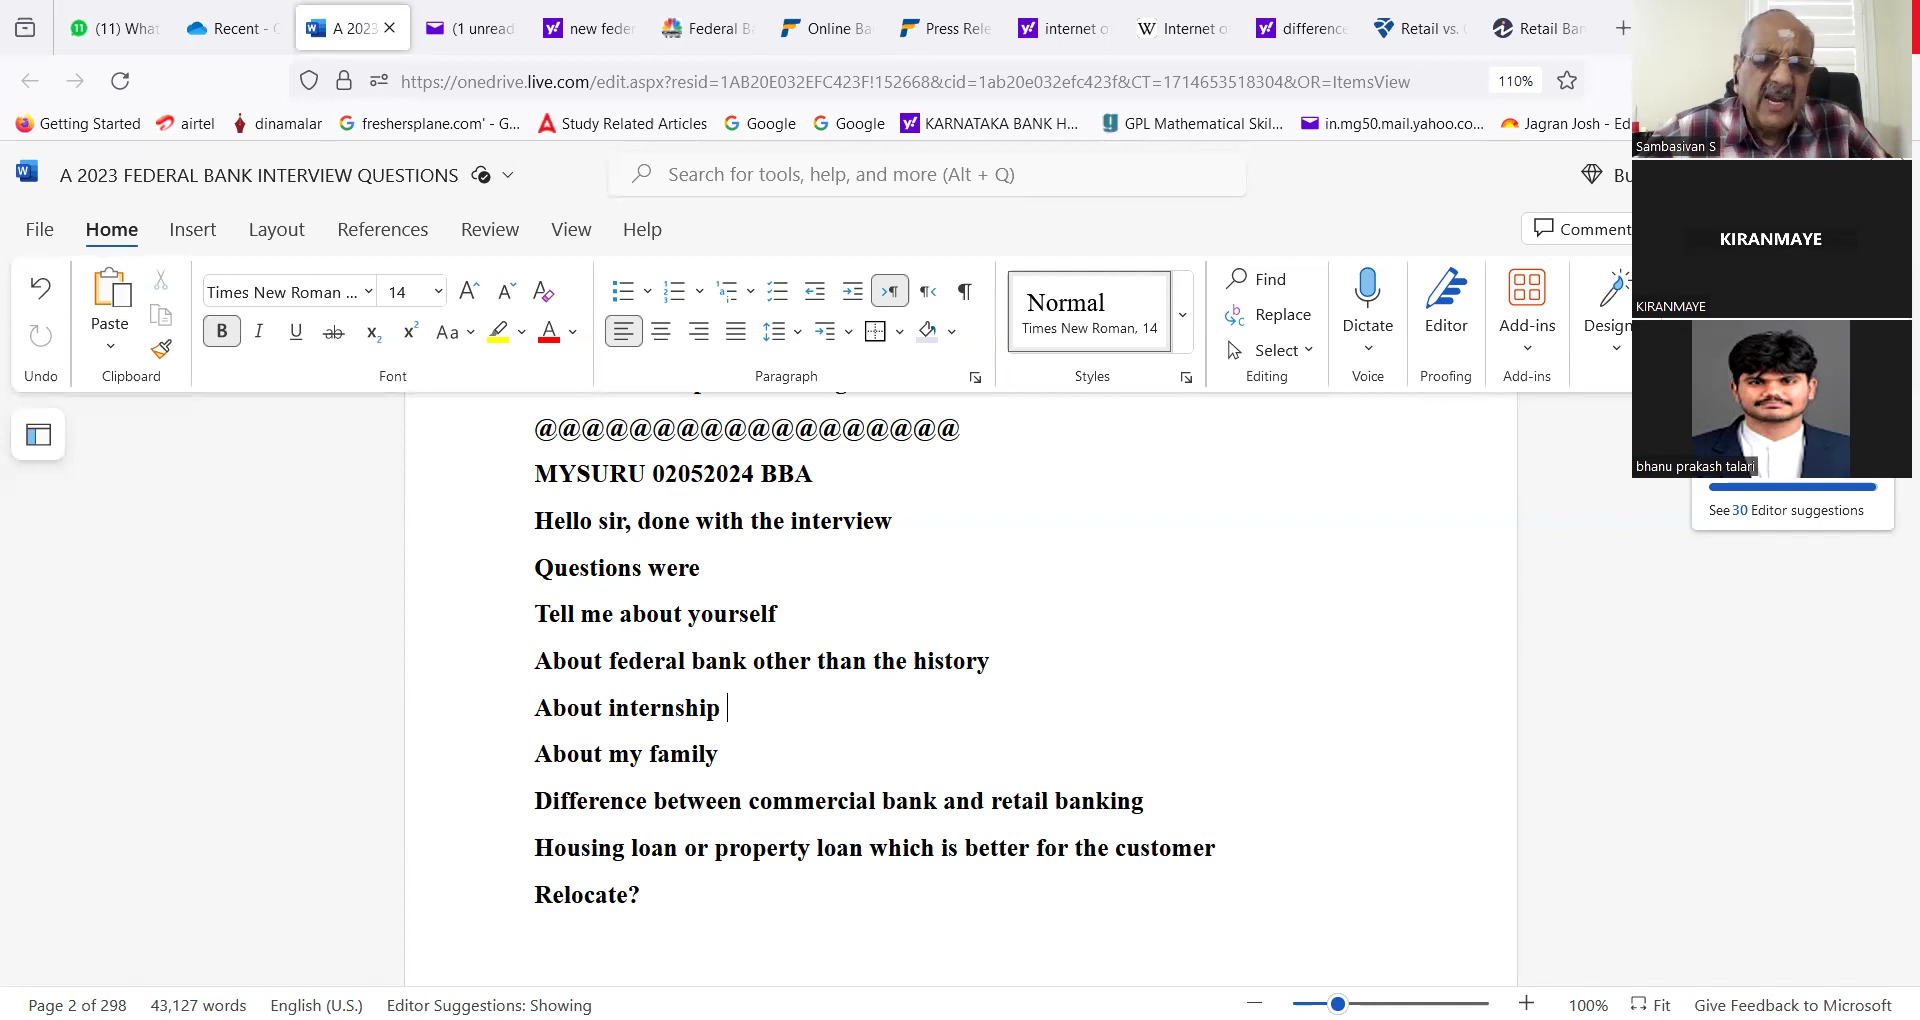 (11) What
Recent - 
A 2023
(1 unread
new feder
Federal B
Online Ba
Press Rele
internet o
Internet o
difference
Retail vs.
Retail Ban
https://onedrive.live.com/edit.aspx?resid=1AB20E032EFC423F!152668&cid=1ab20e032efc423f&CT=1714653518304&OR=ItemsView
110%
Getting Started
airtel
dinamalar
freshersplane.com' - G...
Study Related Articles
Google
Google
KARNATAKA BANK H...
GPL Mathematical Skil...
in.mg50.mail.yahoo.co...
Jagran Josh - Ed
Sambasivan S
A 2023 FEDERAL BANK INTERVIEW QUESTIONS
Search for tools, help, and more (Alt + Q)
Bu
File
Home
Insert
Layout
References
Review
View
Help
Comment
KIRANMAYE
KIRANMAYE
Times New Roman ...
14
Normal
Times New Roman, 14
Find
Replace
Select
Paste
Dictate
Editor
Add-ins
Design
Undo
Clipboard
Font
Paragraph
Styles
Editing
Voice
Proofing
Add-ins
bhanu prakash talari
See 30 Editor suggestions
@@@@@@@@@@@@@@@@@@
MYSURU 02052024 BBA
Hello sir, done with the interview
Questions were
Tell me about yourself
About federal bank other than the history
About internship
About my family
Difference between commercial bank and retail banking
Housing loan or property loan which is better for the customer
Relocate?
Page 2 of 298
43,127 words
English (U.S.)
Editor Suggestions: Showing
100%
Fit
Give Feedback to Microsoft